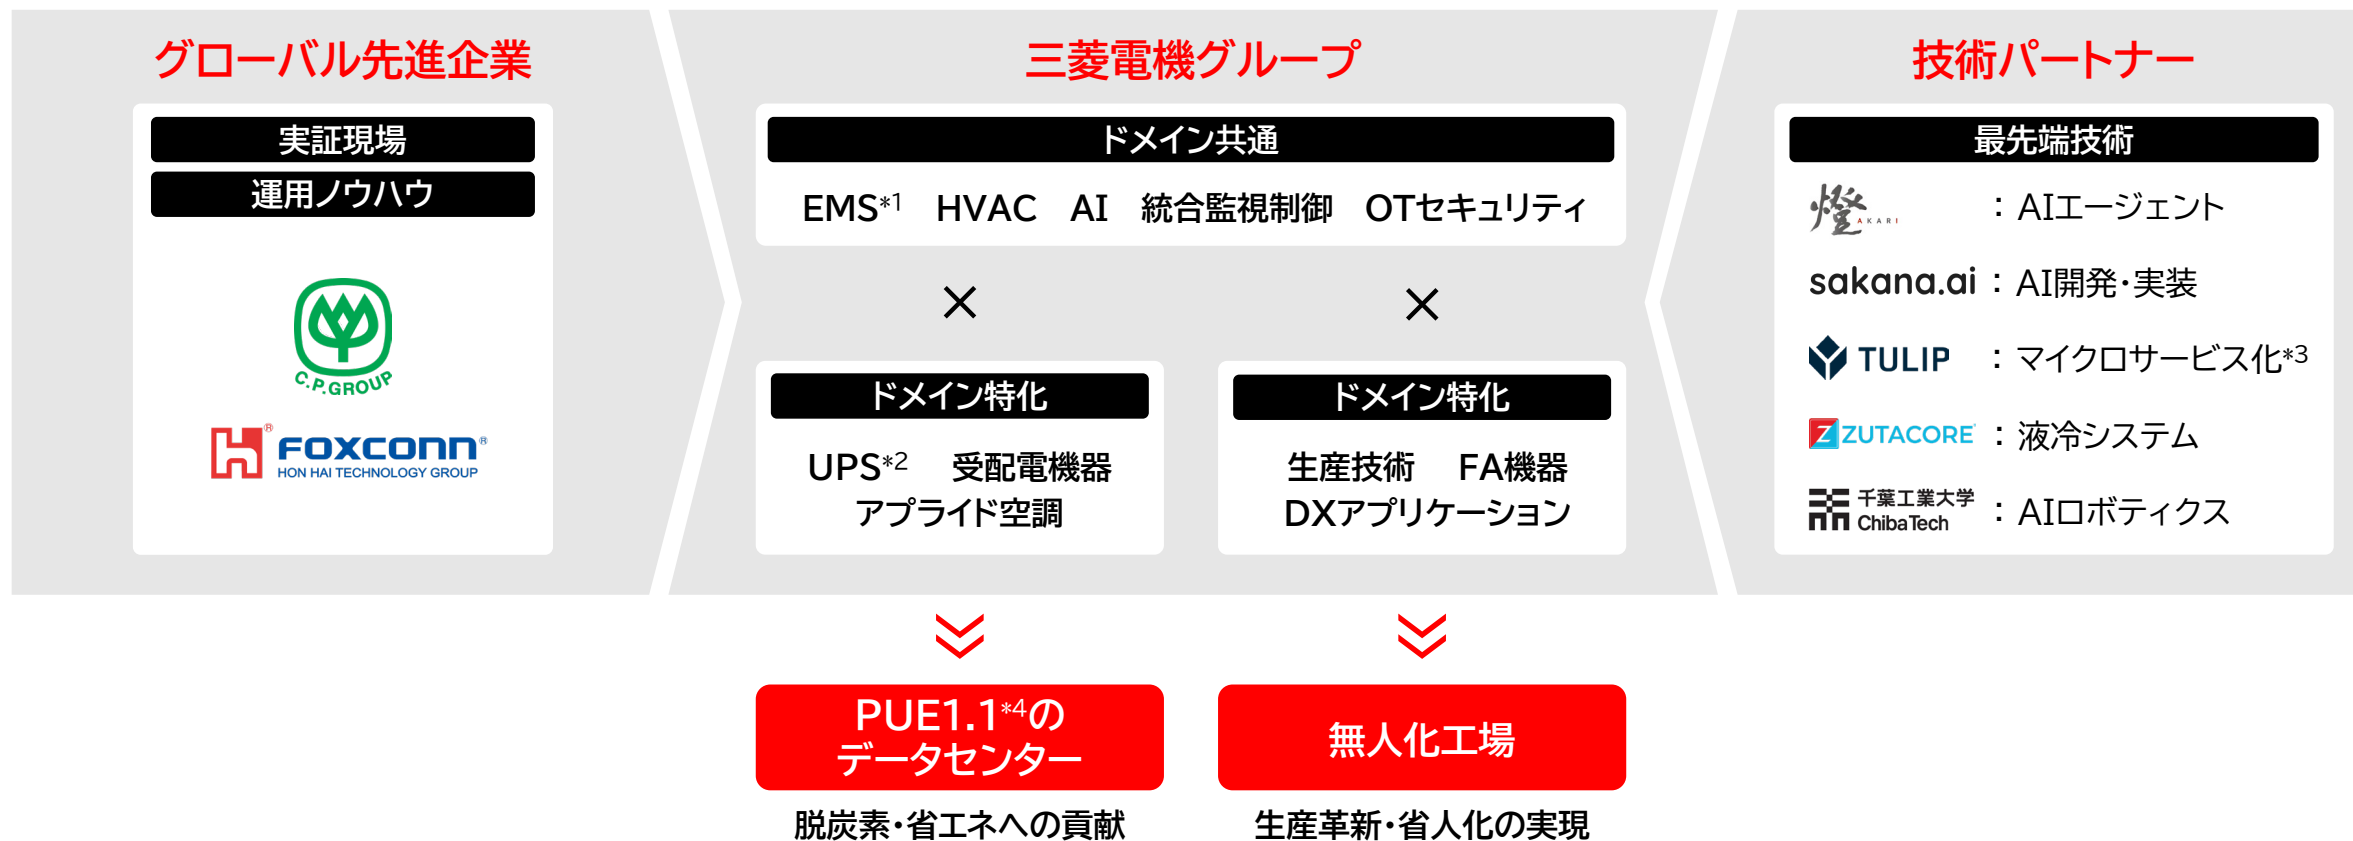 グローバル先進企業
実証現場
運用ノウハウ
C.P.GROUP
FOXCONN®
HON HAI TECHNOLOGY GROUP
三菱電機グループ
ドメイン共通
EMS*1 HVAC AI 統合監視制御 OTセキュリティ
×
×
ドメイン特化
UPS*2 受配電機器
アプライド空調
ドメイン特化
生産技術 FA機器
DXアプリケーション
技術パートナー
最先端技術
燈 AKARI : AIエージェント
sakana.ai : AI開発・実装
TULIP : マイクロサービス化*3
Z ZUTACORE : 液冷システム
千葉工業大学
ChibaTech : AIロボティクス
PUE1.1*4の
データセンター
脱炭素・省エネへの貢献
無人化工場
生産革新・省人化の実現